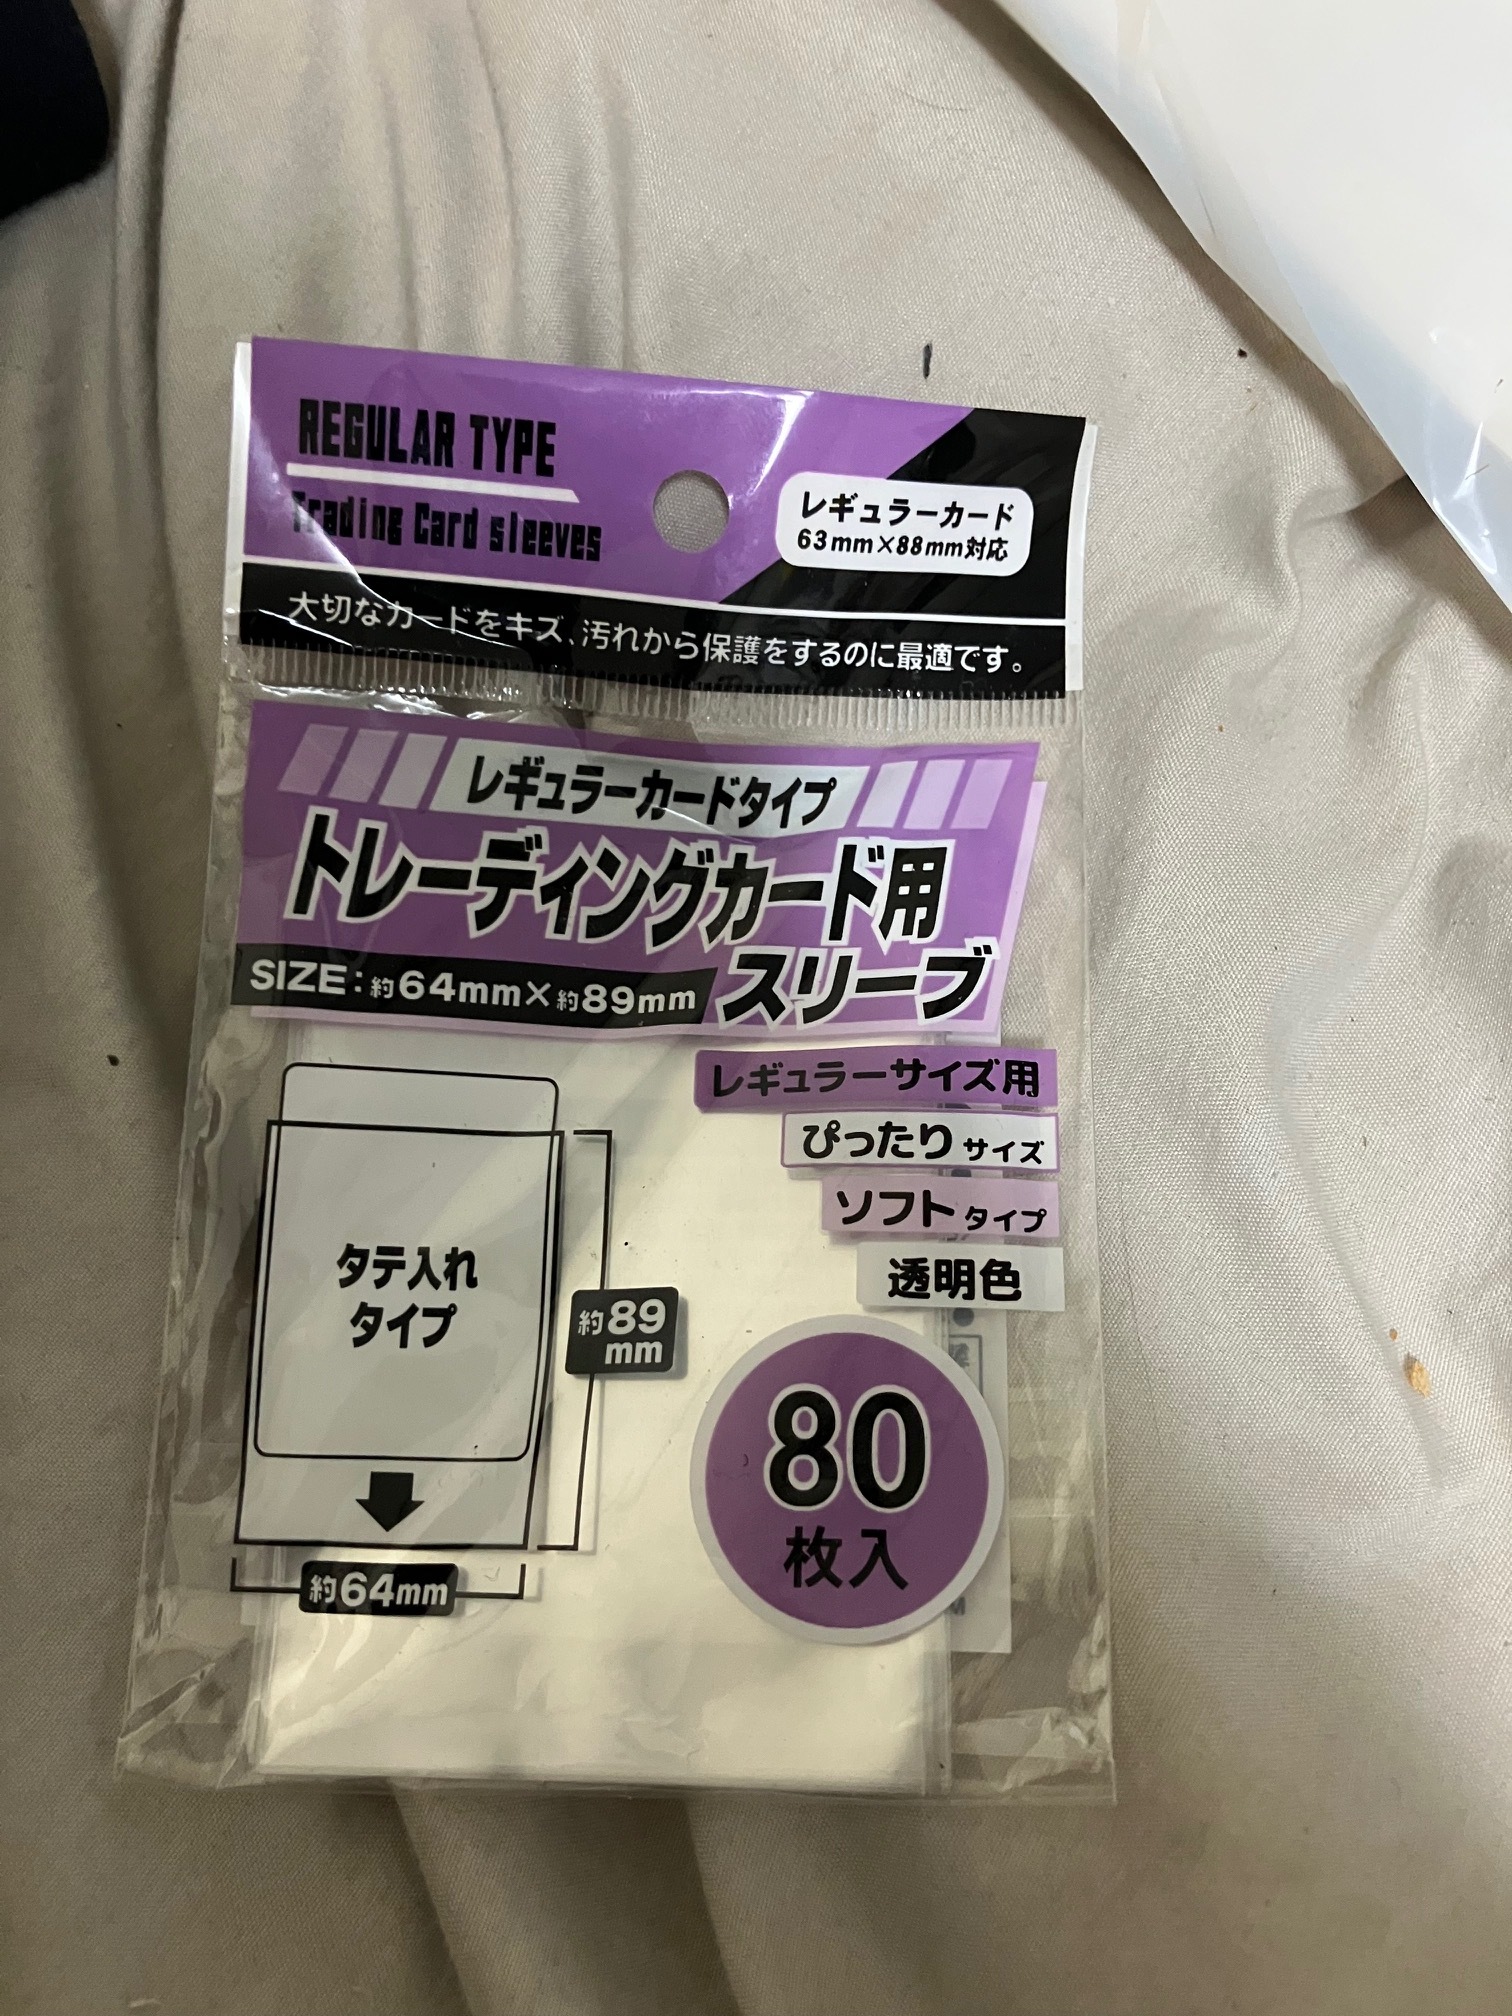 REGULAR TYPE
Trading Card sleeves
レギュラーカード
63mm×88mm対応
大切なカードをキズ、汚れから保護をするのに最適です。
レギュラーカードタイプ
トレーディングカード用
スリーブ
SIZE:約64mm×約89mm
レギュラーサイズ用
ぴったりサイズ
ソフトタイプ
透明色
タテ入れ
タイプ
約89
mm
約64mm
80
枚入